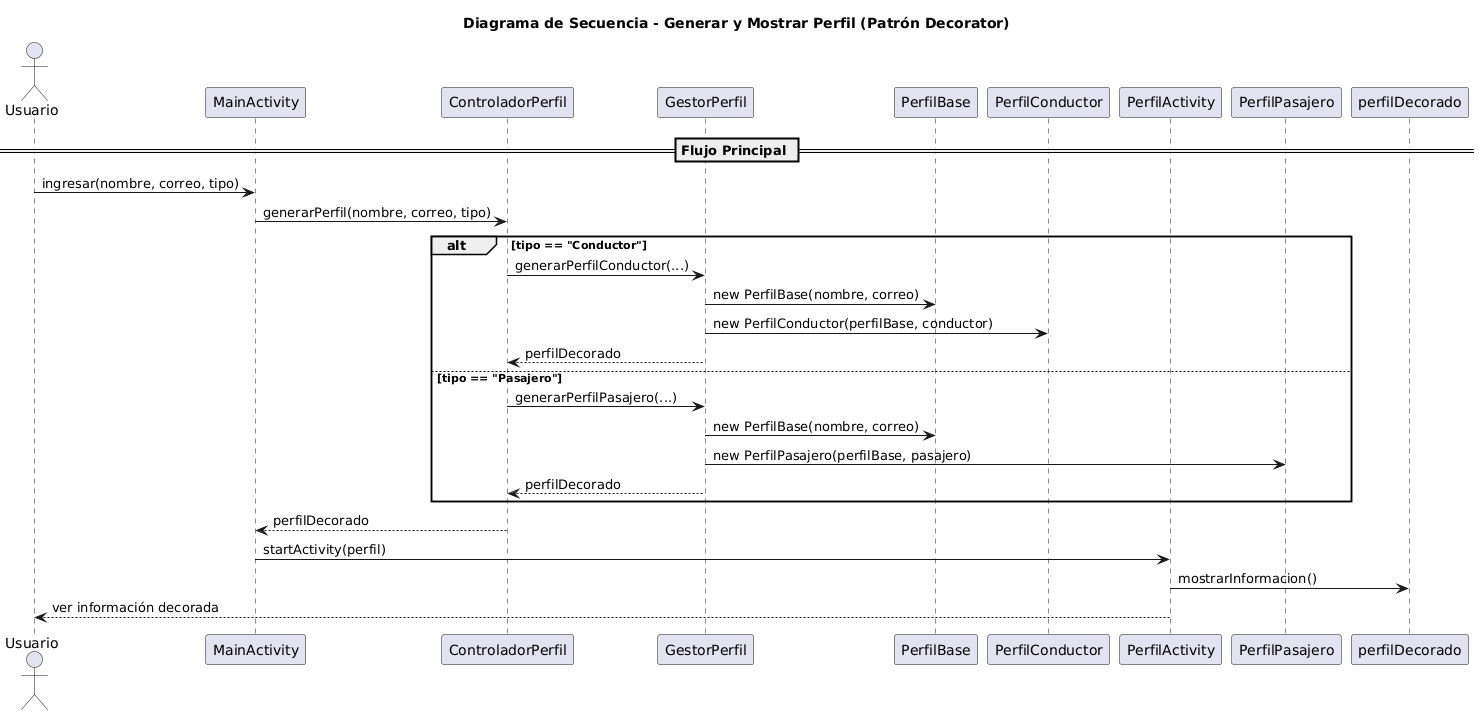 Diagrama de Secuencia - Generar y Mostrar Perfil (Patrón Decorator)
Usuario
MainActivity
ControladorPerfil
GestorPerfil
PerfilBase
PerfilConductor
PerfilActivity
PerfilPasajero
perfilDecorado
Flujo Principal
ingresar(nombre, correo, tipo)
generarPerfil(nombre, correo, tipo)
alt
[tipo == "Conductor"]
generarPerfilConductor(...)
new PerfilBase(nombre, correo)
new PerfilConductor(perfilBase, conductor)
perfilDecorado
[tipo == "Pasajero"]
generarPerfilPasajero(...)
new PerfilBase(nombre, correo)
new PerfilPasajero(perfilBase, pasajero)
perfilDecorado
perfilDecorado
startActivity(perfil)
mostrarInformacion()
ver información decorada
Usuario
MainActivity
ControladorPerfil
GestorPerfil
PerfilBase
PerfilConductor
PerfilActivity
PerfilPasajero
perfilDecorado